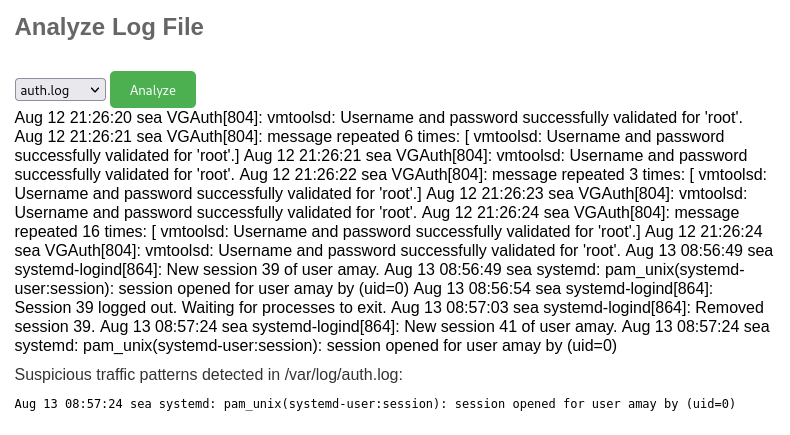 Analyze Log File
auth.log
Analyze
Aug 12 21:26:20 sea VGAuth[804]: vmtoolsd: Username and password successfully validated for 'root'.
Aug 12 21:26:21 sea VGAuth[804]: message repeated 6 times: [ vmtoolsd: Username and password
successfully validated for 'root'.] Aug 12 21:26:21 sea VGAuth[804]: vmtoolsd: Username and password
successfully validated for 'root'. Aug 12 21:26:22 sea VGAuth[804]: message repeated 3 times: [ vmtoolsd:
Username and password successfully validated for 'root'.] Aug 12 21:26:23 sea VGAuth[804]: vmtoolsd:
Username and password successfully validated for 'root'. Aug 12 21:26:24 sea VGAuth[804]: message
repeated 16 times: [ vmtoolsd: Username and password successfully validated for 'root'.] Aug 12 21:26:24
sea VGAuth[804]: vmtoolsd: Username and password successfully validated for 'root'. Aug 13 08:56:49 sea
systemd-logind[864]: New session 39 of user amay. Aug 13 08:56:49 sea systemd: pam_unix(systemd-
user:session): session opened for user amay by (uid=0) Aug 13 08:56:54 sea systemd-logind[864]:
Session 39 logged out. Waiting for processes to exit. Aug 13 08:57:03 sea systemd-logind[864]: Removed
session 39. Aug 13 08:57:24 sea systemd-logind[864]: New session 41 of user amay. Aug 13 08:57:24 sea
systemd: pam_unix(systemd-user:session): session opened for user amay by (uid=0)
Suspicious traffic patterns detected in /var/log/auth.log:
Aug 13 08:57:24 sea systemd: pam_unix(systemd-user:session): session opened for user amay by (uid=0)